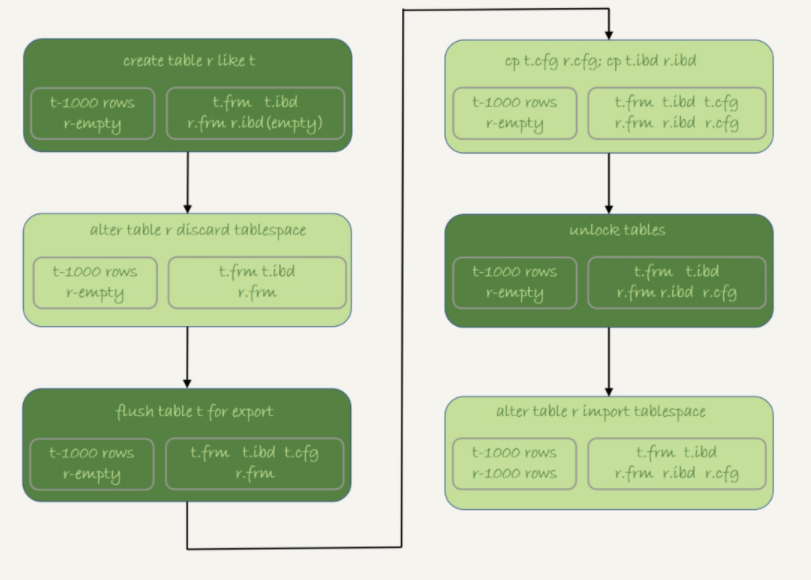 create table r like t
t-1000 rows
r-empty
t.frm t.ibd
r.frm r.ibd(empty)
alter table r discard tablespace
t-1000 rows
r-empty
t.frm t.ibd
r.frm
flush table t for export
t-1000 rows
r-empty
t.frm t.ibd t.cfg
r.frm
cp t.cfg r.cfg; cp t.ibd r.ibd
t-1000 rows
r-empty
t.frm t.ibd t.cfg
r.frm r.ibd r.cfg
unlock tables
t-1000 rows
r-empty
t.frm t.ibd
r.frm r.ibd r.cfg
alter table r import tablespace
t-1000 rows
r-1000 rows
t.frm t.ibd
r.frm r.ibd r.cfg